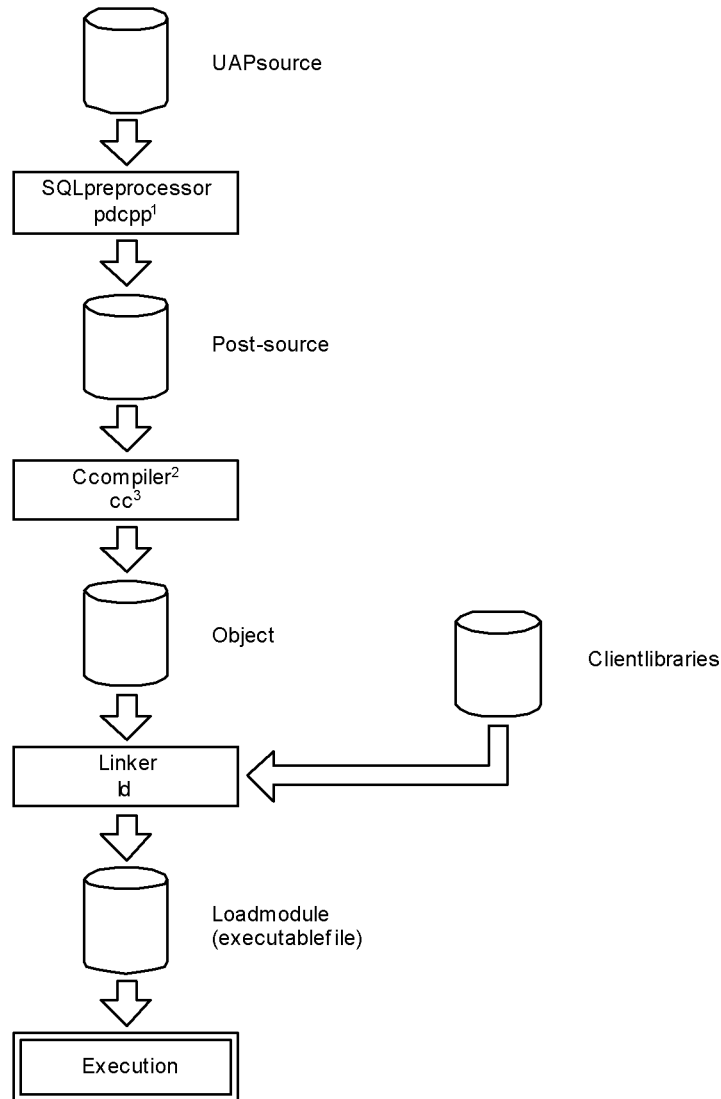 UAPsource
SQLpreprocessor
pdcpp¹
Post-source
Ccompiler²
cc³
Object
Clientlibraries
Linker
ld
Loadmodule
(executablefile)
Execution